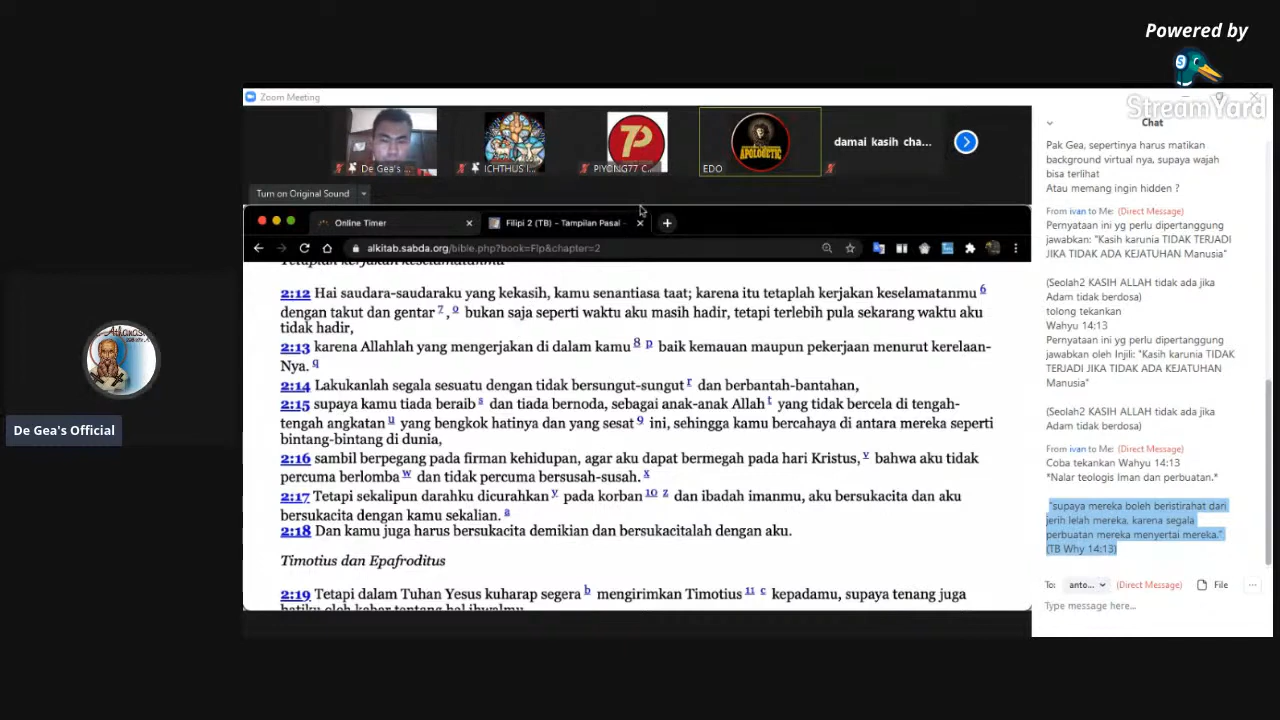 Powered by
StreamYard
Zoom Meeting
De Gea's
ICHTHUS I...
PIYONG77 C...
7P
APOLOGETIC
EDO
damai kasih cha...
Turn on Original Sound
Online Timer
Filipi 2 (TB) - Tampilan Pasal -
alkitab.sabda.org/bible.php?book=Flp&chapter=2
Tetaplah kerjakan keselamatanmu
2:12 Hai saudara-saudaraku yang kekasih, kamu senantiasa taat; karena itu tetaplah kerjakan keselamatanmu 6
dengan takut dan gentar 7 , o bukan saja seperti waktu aku masih hadir, tetapi terlebih pula sekarang waktu aku
tidak hadir,
2:13 karena Allahlah yang mengerjakan di dalam kamu 8 p baik kemauan maupun pekerjaan menurut kerelaan-
Nya. q
2:14 Lakukanlah segala sesuatu dengan tidak bersungut-sungut r dan berbantah-bantahan,
2:15 supaya kamu tiada beraib s dan tiada bernoda, sebagai anak-anak Allah t yang tidak bercela di tengah-
tengah angkatan u yang bengkok hatinya dan yang sesat 9 ini, sehingga kamu bercahaya di antara mereka seperti
bintang-bintang di dunia,
2:16 sambil berpegang pada firman kehidupan, agar aku dapat bermegah pada hari Kristus, v bahwa aku tidak
percuma berlomba w dan tidak percuma bersusah-susah. x
2:17 Tetapi sekalipun darahku dicurahkan y pada korban 10 z dan ibadah imanmu, aku bersukacita dan aku
bersukacita dengan kamu sekalian. a
2:18 Dan kamu juga harus bersukacita demikian dan bersukacitalah dengan aku.
Timotius dan Epafroditus
2:19 Tetapi dalam Tuhan Yesus kuharap segera b mengirimkan Timotius 11 c kepadamu, supaya tenang juga
hatiku oleh kabar tentang hal ihwalmu.
Chat
Pak Gea, sepertinya harus matikan
background virtual nya, supaya wajah
bisa terlihat
Atau memang ingin hidden ?
From ivan to Me: (Direct Message)
Pernyataan ini yg perlu dipertanggung
jawabkan: "Kasih karunia TIDAK TERJADI
JIKA TIDAK ADA KEJATUHAN Manusia"
(Seolah2 KASIH ALLAH tidak ada jika
Adam tidak berdosa)
tolong tekankan
Wahyu 14:13
Pernyataan ini yg perlu dipertanggung
jawabkan oleh Injili: "Kasih karunia TIDAK
TERJADI JIKA TIDAK ADA KEJATUHAN
Manusia"
(Seolah2 KASIH ALLAH tidak ada jika
Adam tidak berdosa)
From ivan to Me: (Direct Message)
Coba tekankan Wahyu 14:13
*Nalar teologis Iman dan perbuatan.*
"supaya mereka boleh beristirahat dari
jerih lelah mereka, karena segala
perbuatan mereka menyertai mereka."
(TB Why 14:13)
To: anto... (Direct Message) File ...
Type message here...
De Gea's Official